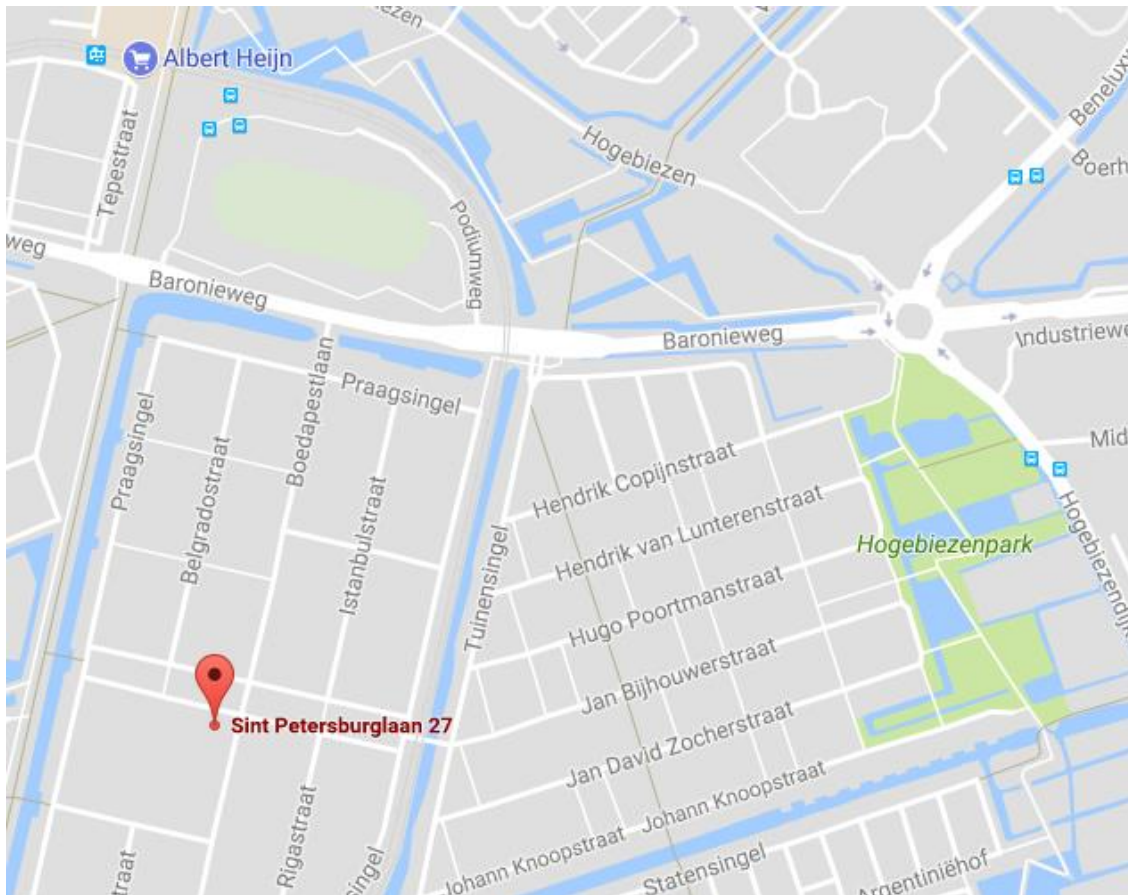 iezen
Albert Heijn
Beneluxw
Hogebiezen
Boerh
Tepestraat
Podiumweg
weg
Baronieweg
Baronieweg
Industriewe
Praagsingel
Boedapestlaan
Praagsingel
Belgradostraat
Hendrik Copijnstraat
Mid
Istanbulstraat
Hendrik van Lunterenstraat
Hogebiezendijk
Hogebiezenpark
Tuinensingel
Hugo Poortmanstraat
Jan Bijhouwerstraat
Sint Petersburglaan 27
Jan David Zocherstraat
Johann Knoopstraat
Rigastraat
Johann Knoopstraat
straat
singel
Statensingel
Argentiniëhof